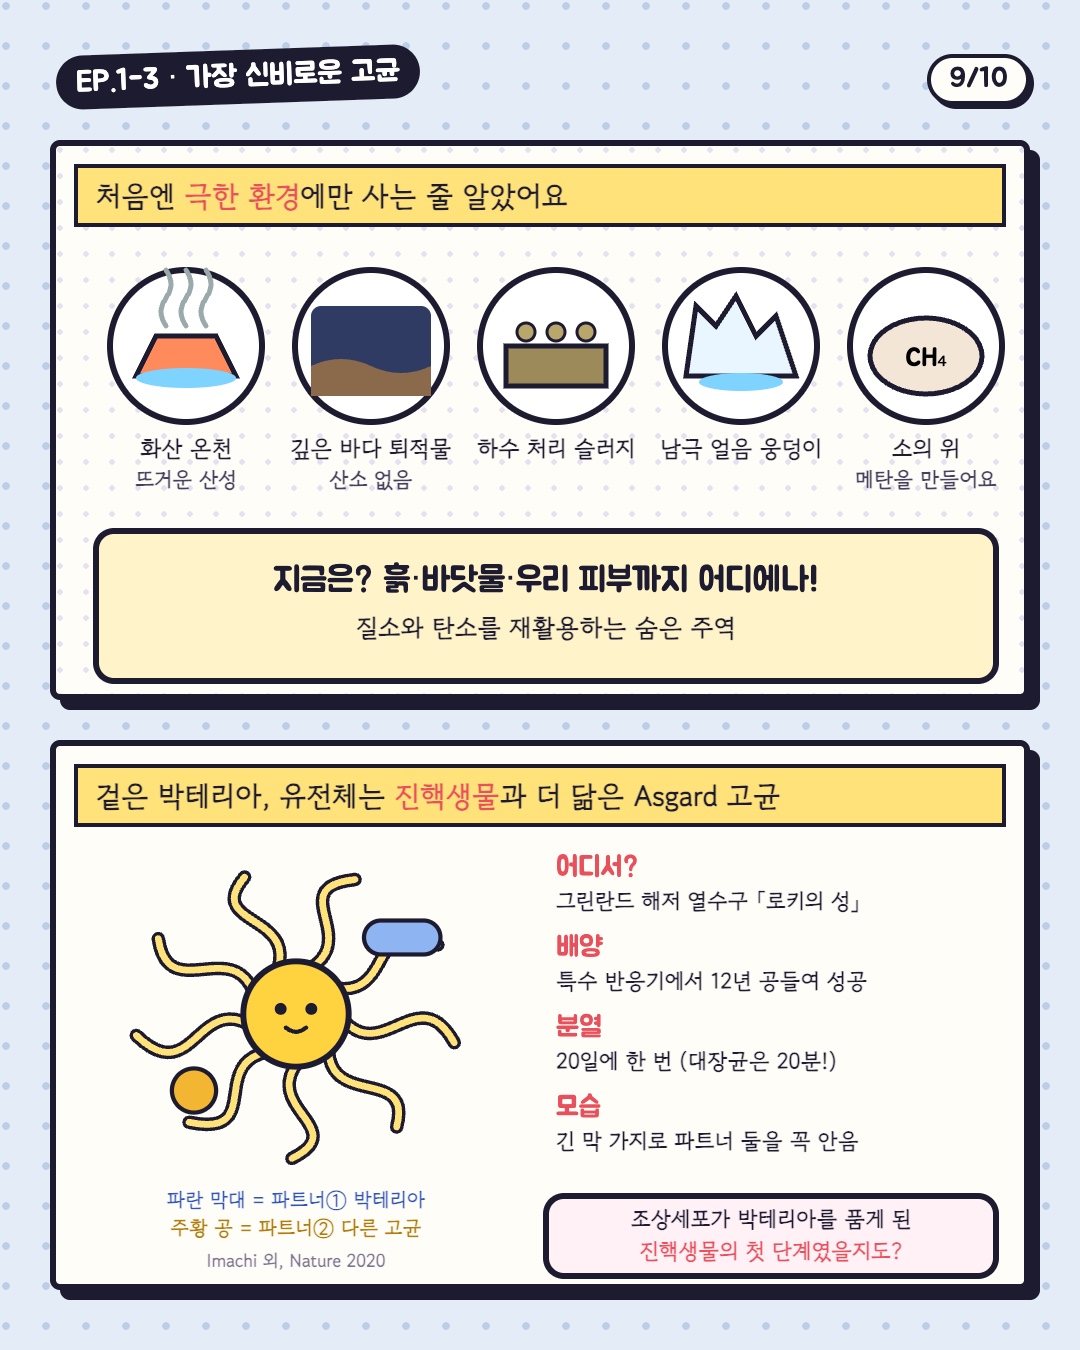 EP.1-3 · 가장 신비로운 고균
9/10
처음엔 극한 환경에만 사는 줄 알았어요
CH₄
화산 온천
뜨거운 산성
깊은 바다 퇴적물
산소 없음
하수 처리 슬러지
남극 얼음 웅덩이
소의 위
메탄을 만들어요
지금은? 흙·바닷물·우리 피부까지 어디에나!
질소와 탄소를 재활용하는 숨은 주역
겉은 박테리아, 유전체는 진핵생물과 더 닮은 Asgard 고균
어디서?
그린란드 해저 열수구 「로키의 성」
배양
특수 반응기에서 12년 공들여 성공
분열
20일에 한 번 (대장균은 20분!)
모습
긴 막 가지로 파트너 둘을 꼭 안음
파란 막대 = 파트너① 박테리아
주황 공 = 파트너② 다른 고균
Imachi 외, Nature 2020
조상세포가 박테리아를 품게 된
진핵생물의 첫 단계였을지도?